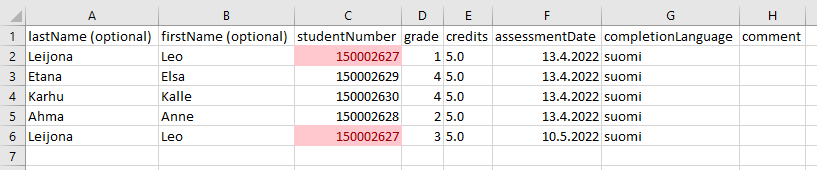 A B C D E F G H
1 lastName (optional) firstName (optional) studentNumber grade credits assessmentDate completionLanguage comment
2 Leijona Leo 150002627 1 5.0 13.4.2022 suomi
3 Etana Elsa 150002629 4 5.0 13.4.2022 suomi
4 Karhu Kalle 150002630 4 5.0 13.4.2022 suomi
5 Ahma Anne 150002628 2 5.0 13.4.2022 suomi
6 Leijona Leo 150002627 3 5.0 10.5.2022 suomi
7